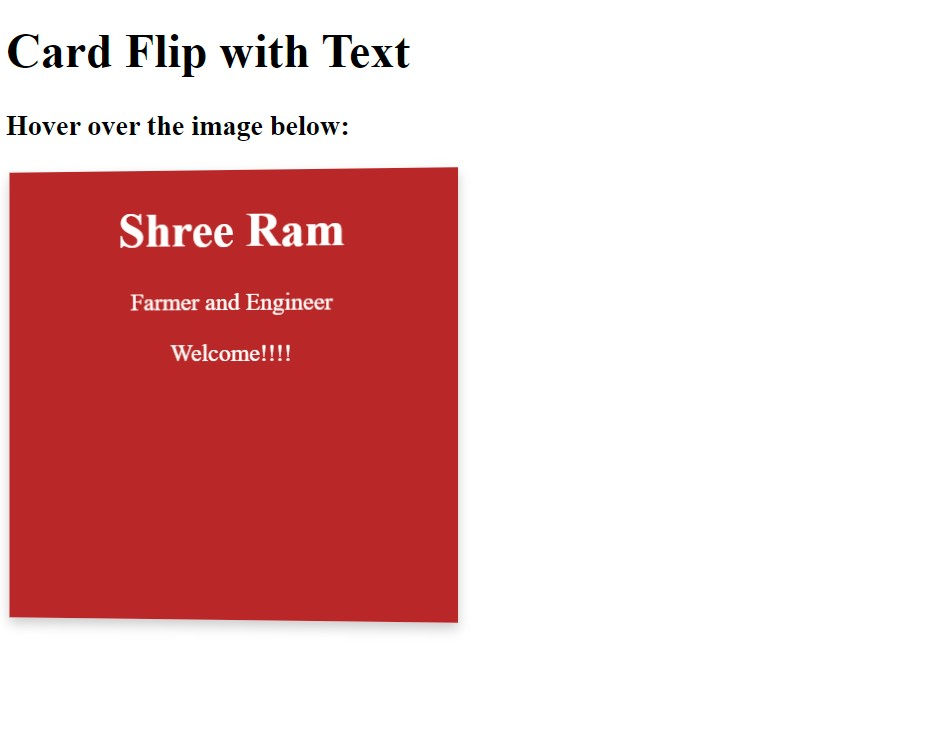 Card Flip with Text
Hover over the image below:
Shree Ram
Farmer and Engineer
Welcome!!!!